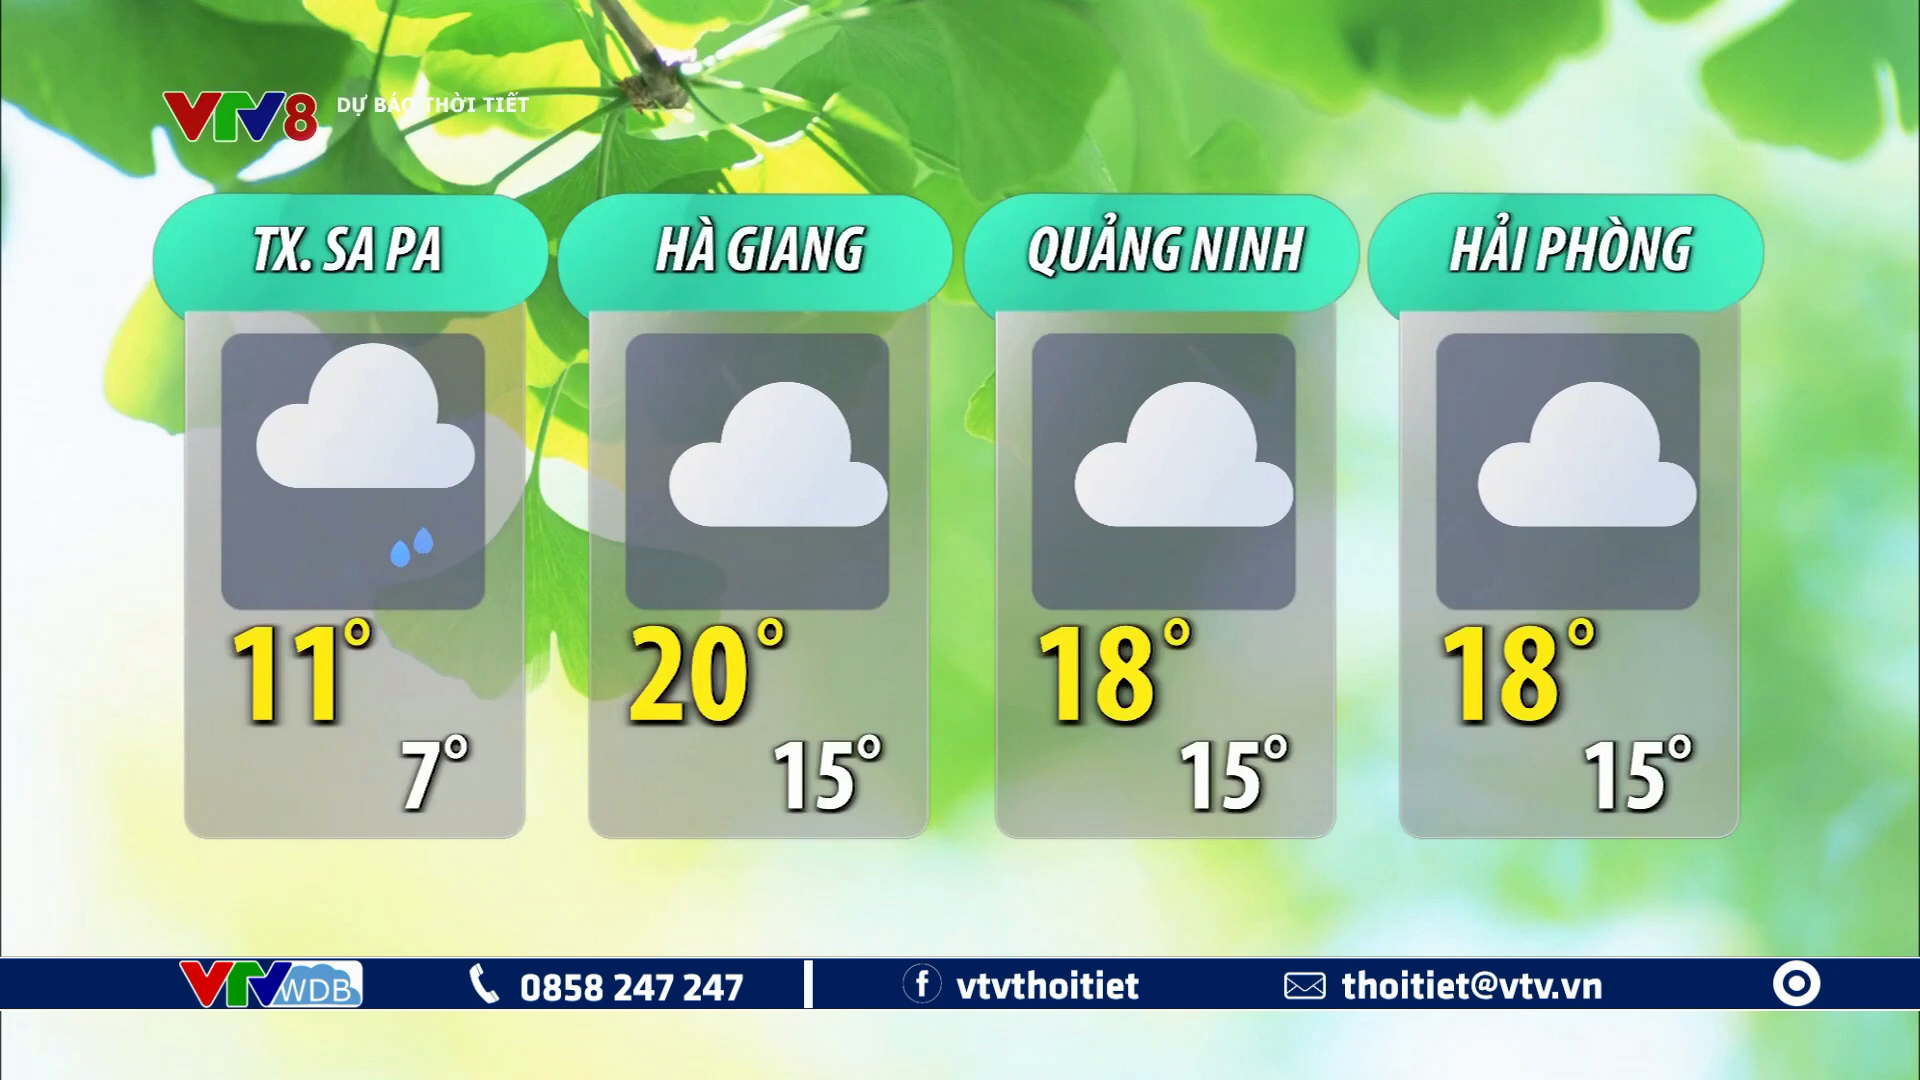 VTV8 DỰ BÁO THỜI TIẾT
TX. SA PA
11°
7°
HÀ GIANG
20°
15°
QUẢNG NINH
18°
15°
HẢI PHÒNG
18°
15°
VTV WDB 0858 247 247 vtvthoitiet thoitiet@vtv.vn